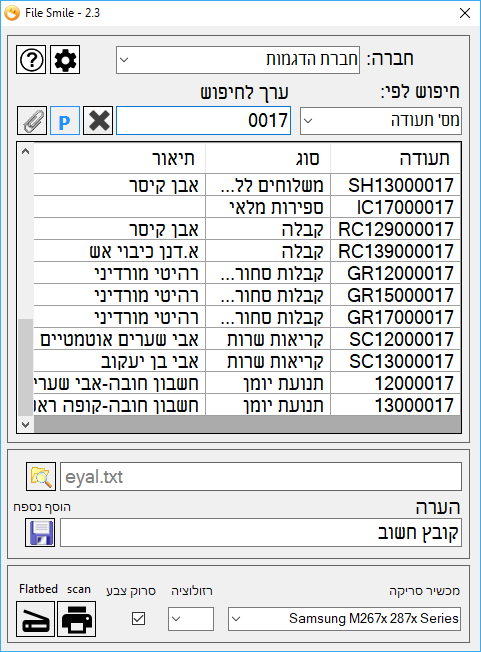 File Smile - 2.3
חברה: חברת הדגמות
חיפוש לפי: ערך לחיפוש
מס' תעודה 0017 P
תעודה סוג תיאור
SH13000017 משלוחים לל... אבן קיסר
IC17000017 ספירות מלאי
RC129000017 קבלה אבן קיסר
RC139000017 קבלה א.דנן כיבוי אש
GR12000017 קבלות סחור... רהיטי מורדיני
GR15000017 קבלות סחור... רהיטי מורדיני
GR17000017 קבלות סחור... רהיטי מורדיני
SC12000017 קריאות שרות אבי שערים אוטמטיים
SC13000017 קריאות שרות אבי בן יעקוב
12000017 תנועת יומן חשבון חובה-אבי שערי
13000017 תנועת יומן חשבון חובה-קופה ראש
eyal.txt
הערה הוסף נספח
קובץ חשוב
מכשיר סריקה רזולוציה סרוק צבע scan Flatbed
Samsung M267x 287x Series